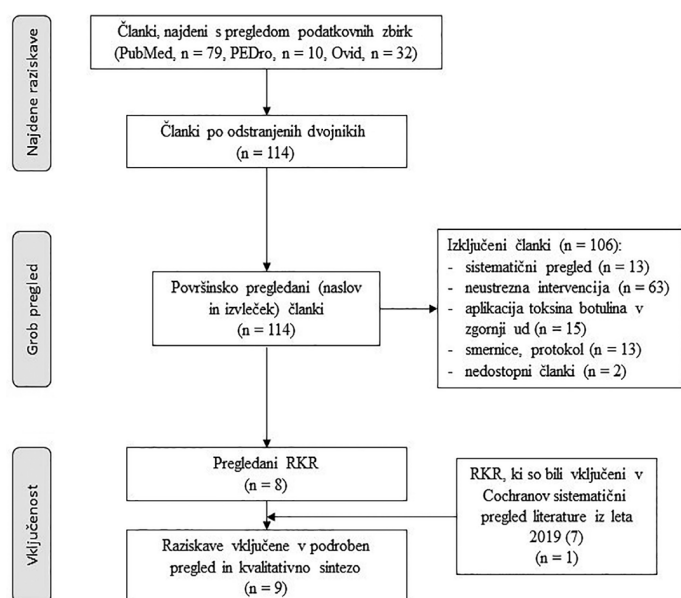 Najdene raziskave
Članki, najdeni s pregledom podatkovnih zbirk
(PubMed, n = 79, PEDro, n = 10, Ovid, n = 32)
Članki po odstranjenih dvojnikih
(n = 114)
Grob pregled
Površinsko pregledani (naslov
in izvleček) članki
(n = 114)
Izključeni članki (n = 106):
- sistematični pregled (n = 13)
- neustrezna intervencija (n = 63)
- aplikacija toksina botulina v
zgornji ud (n = 15)
- smernice, protokol (n = 13)
- nedostopni članki (n = 2)
Vključenost
Pregledani RKR
(n = 8)
RKR, ki so bili vključeni v
Cochranov sistematični
pregled literature iz leta
2019 (7)
(n = 1)
Raziskave vključene v podroben
pregled in kvalitativno sintezo
(n = 9)